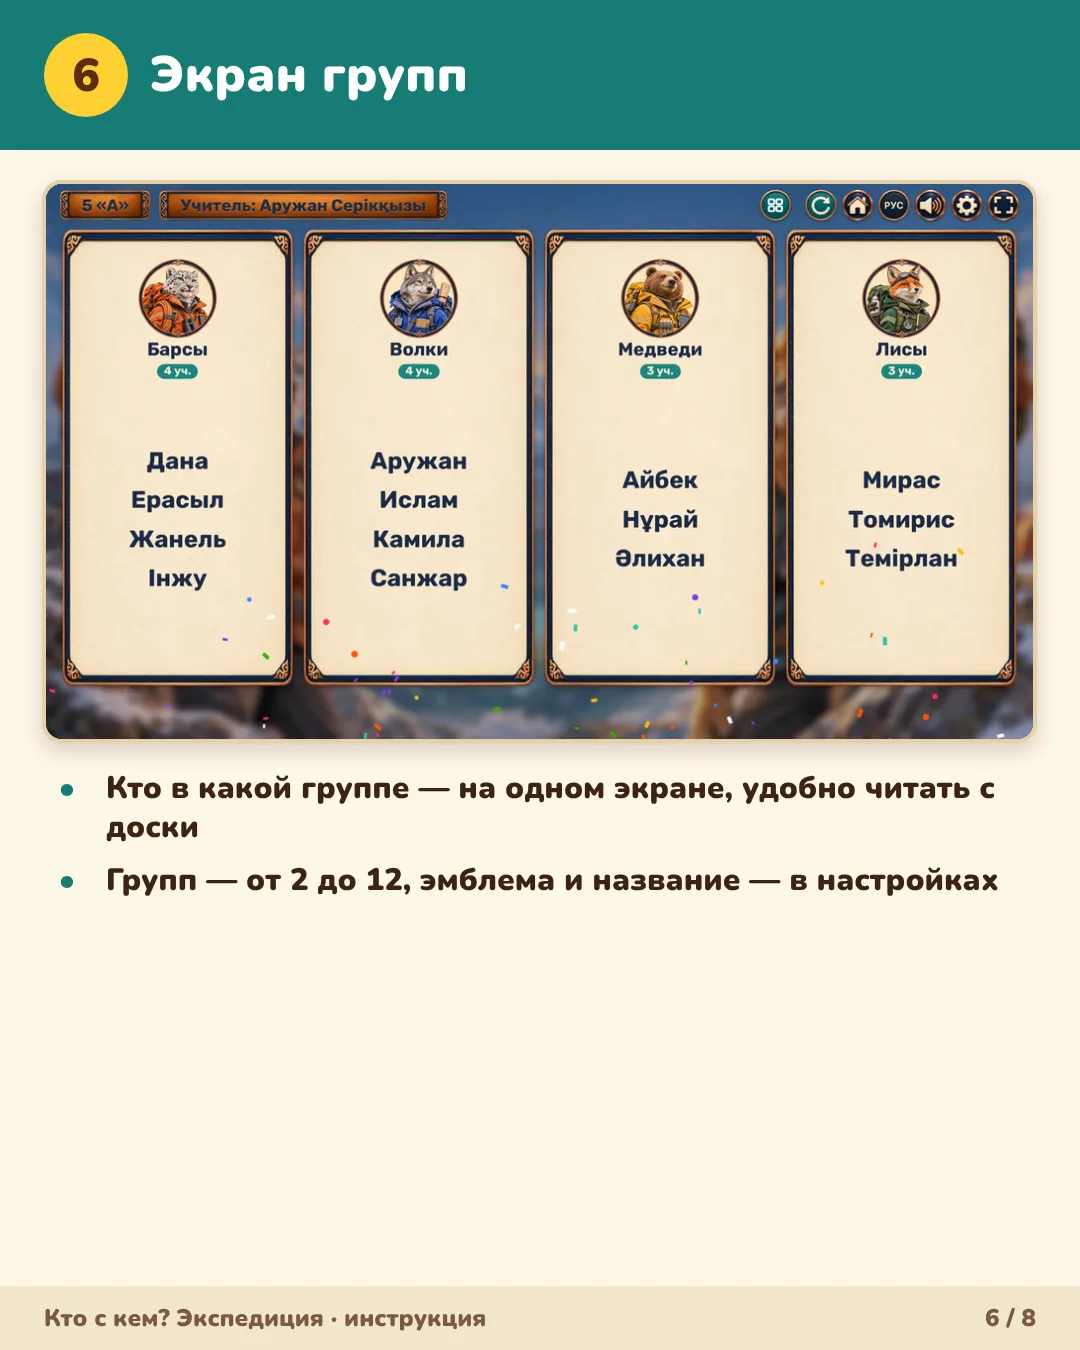 6
Экран групп
5 «А»
Учитель: Аружан Серікқызы
РУС
Барсы
4 уч.
Дана
Ерасыл
Жанель
Інжу
Волки
4 уч.
Аружан
Ислам
Камила
Санжар
Медведи
3 уч.
Айбек
Нұрай
Әлихан
Лисы
3 уч.
Мирас
Томирис
Темірлан
• Кто в какой группе — на одном экране, удобно читать с
доски
• Групп — от 2 до 12, эмблема и название — в настройках
Кто с кем? Экспедиция · инструкция
6 / 8